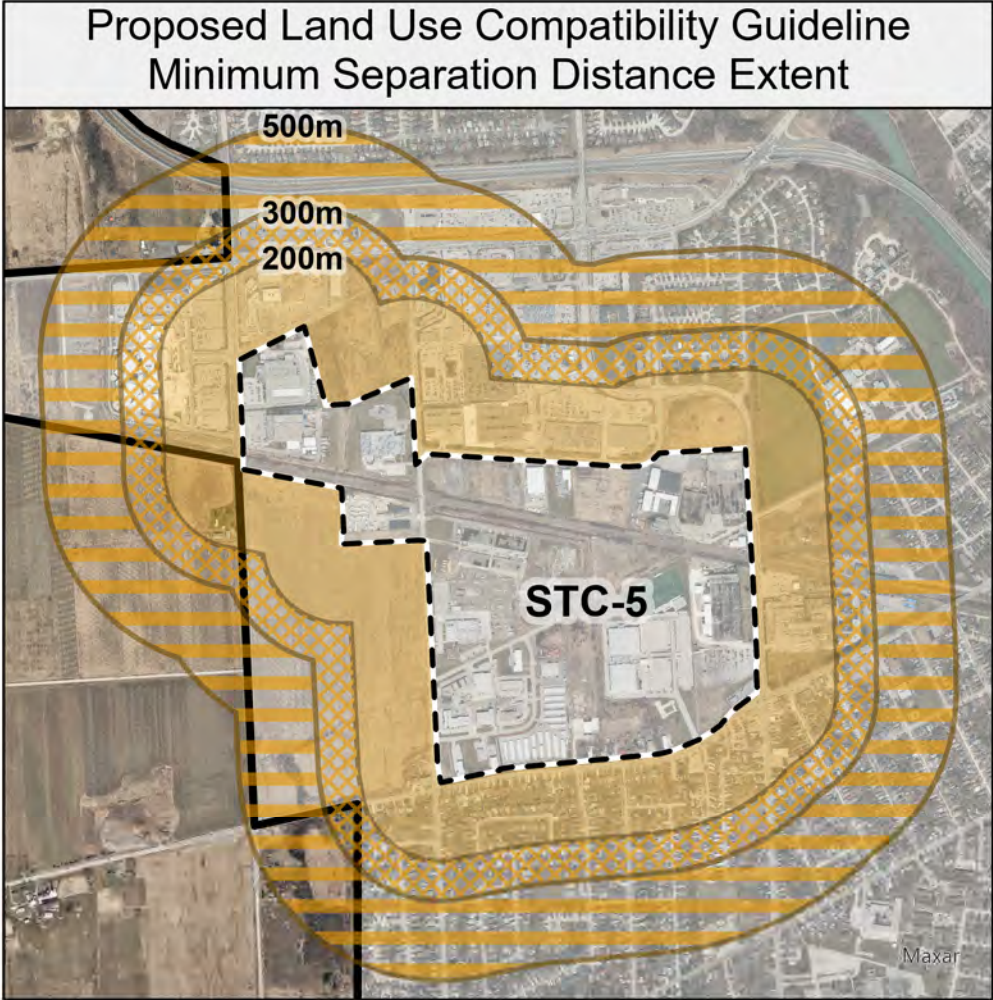 Proposed Land Use Compatibility Guideline
Minimum Separation Distance Extent
500m
300m
200m
STC-5
Maxar